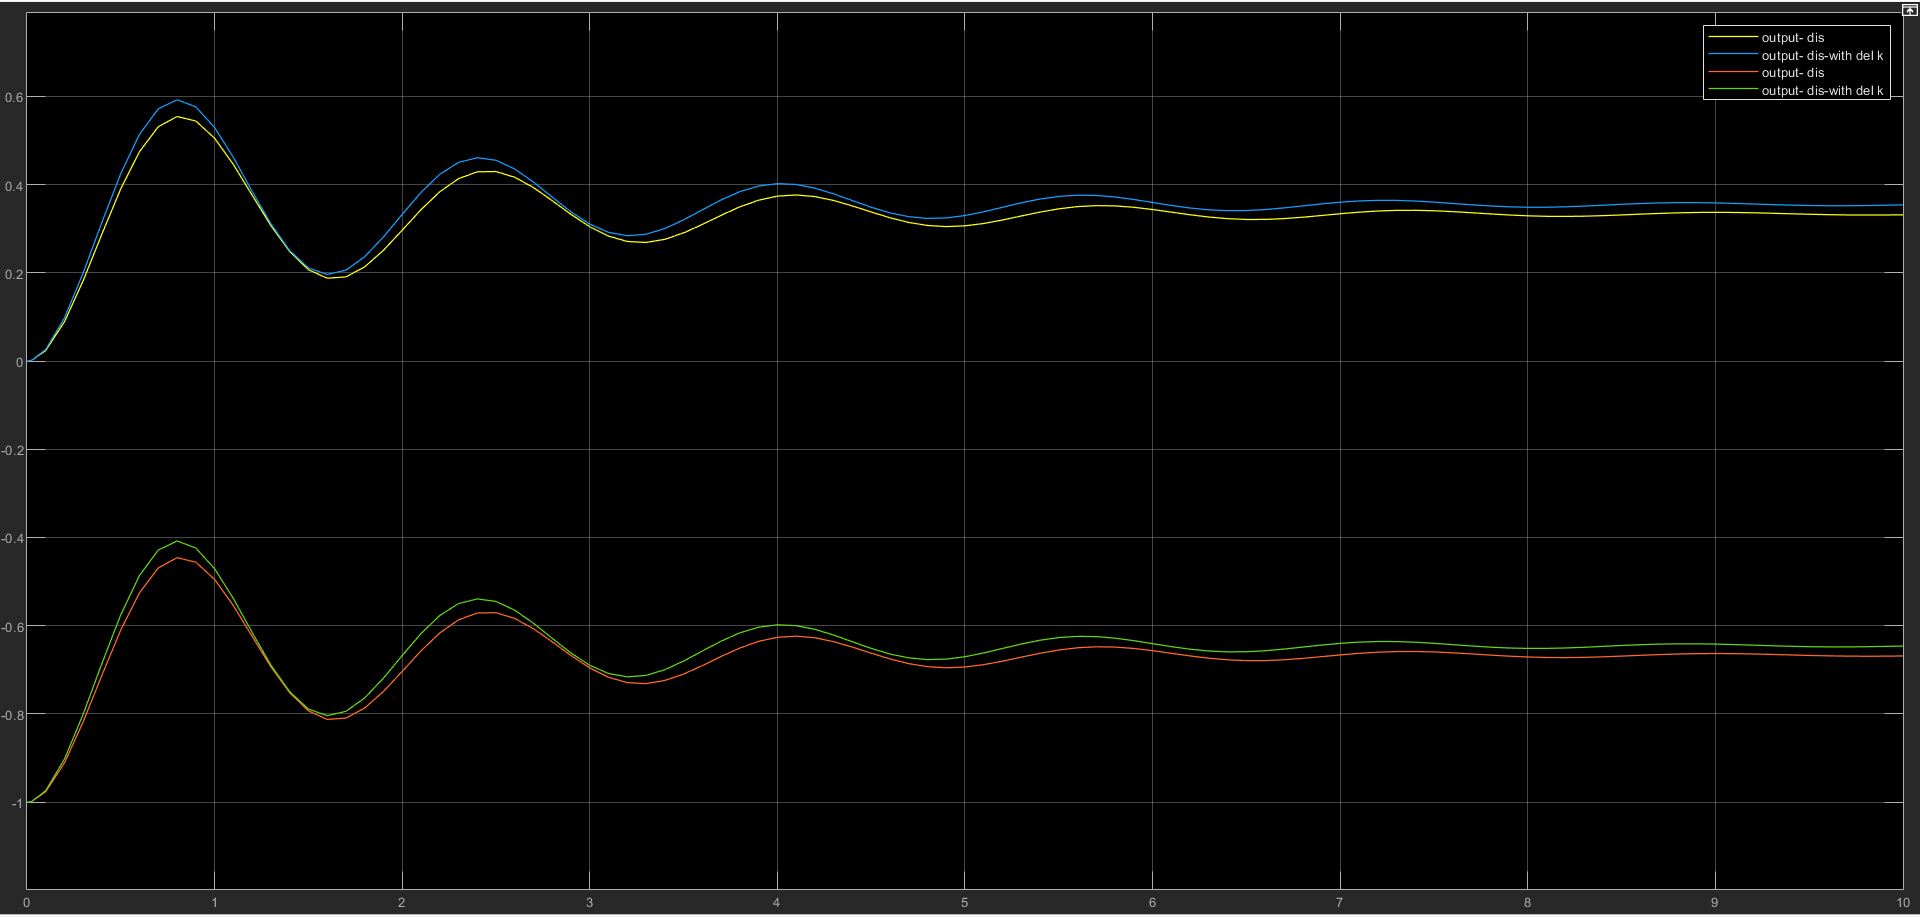 output- dis
output- dis-with del k
output- dis
output- dis-with del k
0.6
0.4
0.2
0
-0.2
-0.4
-0.6
-0.8
-1
0 1 2 3 4 5 6 7 8 9 10